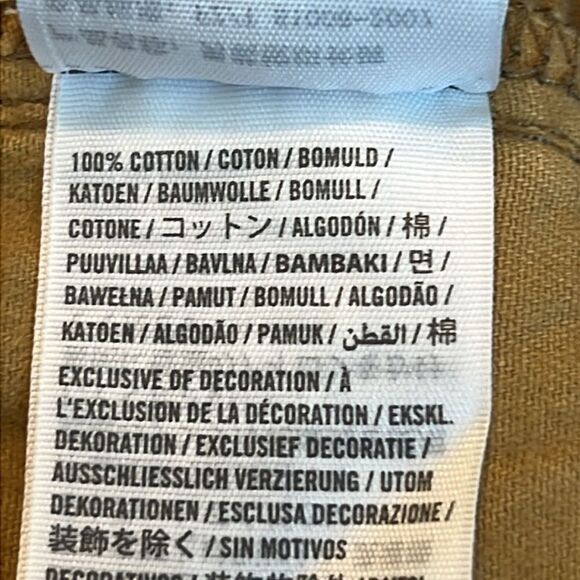 100% COTTON / COTON / BOMULD /
KATOEN / BAUMWOLLE / BOMULL /
COTONE / コットン / ALGODÓN / 棉 /
PUUVILLAA / BAVLNA / BAMBAKI / 면 /
BAWEŁNA / PAMUT / BOMULL / ALGODÃO /
KATOEN / ALGODÃO / PAMUK / القطن / 棉
EXCLUSIVE OF DECORATION / À
L'EXCLUSION DE LA DÉCORATION / EKSKL.
DEKORATION / EXCLUSIEF DECORATIE /
AUSSCHLIESSLICH VERZIERUNG / UTOM
DEKORATIONEN / ESCLUSA DECORAZIONE /
装飾を除く / SIN MOTIVOS